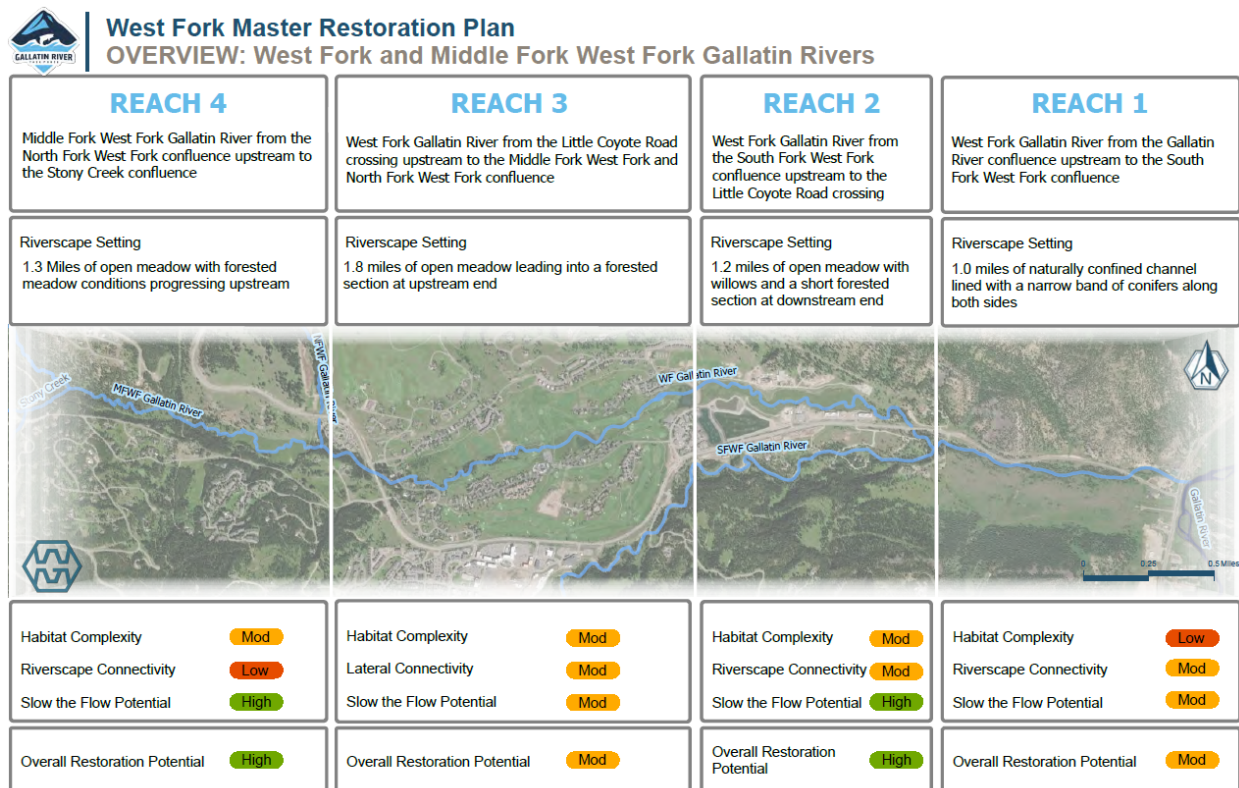 GALLATIN RIVER
West Fork Master Restoration Plan
OVERVIEW: West Fork and Middle Fork West Fork Gallatin Rivers
REACH 4
Middle Fork West Fork Gallatin River from the
North Fork West Fork confluence upstream to
the Stony Creek confluence
REACH 3
West Fork Gallatin River from the Little Coyote Road
crossing upstream to the Middle Fork West Fork and
North Fork West Fork confluence
REACH 2
West Fork Gallatin River from
the South Fork West Fork
confluence upstream to the
Little Coyote Road crossing
REACH 1
West Fork Gallatin River from the Gallatin
River confluence upstream to the South
Fork West Fork confluence
Riverscape Setting
1.3 Miles of open meadow with forested
meadow conditions progressing upstream
Riverscape Setting
1.8 miles of open meadow leading into a forested
section at upstream end
Riverscape Setting
1.2 miles of open meadow with
willows and a short forested
section at downstream end
Riverscape Setting
1.0 miles of naturally confined channel
lined with a narrow band of conifers along
both sides
Stony Creek
MFWF Gallatin River
NFWF Gallatin River
WF Gallatin River
SFWF Gallatin River
Gallatin River
N
0 0.25 0.5 Miles
Habitat Complexity Mod
Riverscape Connectivity Low
Slow the Flow Potential High
Overall Restoration Potential High
Habitat Complexity Mod
Lateral Connectivity Mod
Slow the Flow Potential Mod
Overall Restoration Potential Mod
Habitat Complexity Mod
Riverscape Connectivity Mod
Slow the Flow Potential High
Overall Restoration
Potential High
Habitat Complexity Low
Riverscape Connectivity Mod
Slow the Flow Potential Mod
Overall Restoration Potential Mod